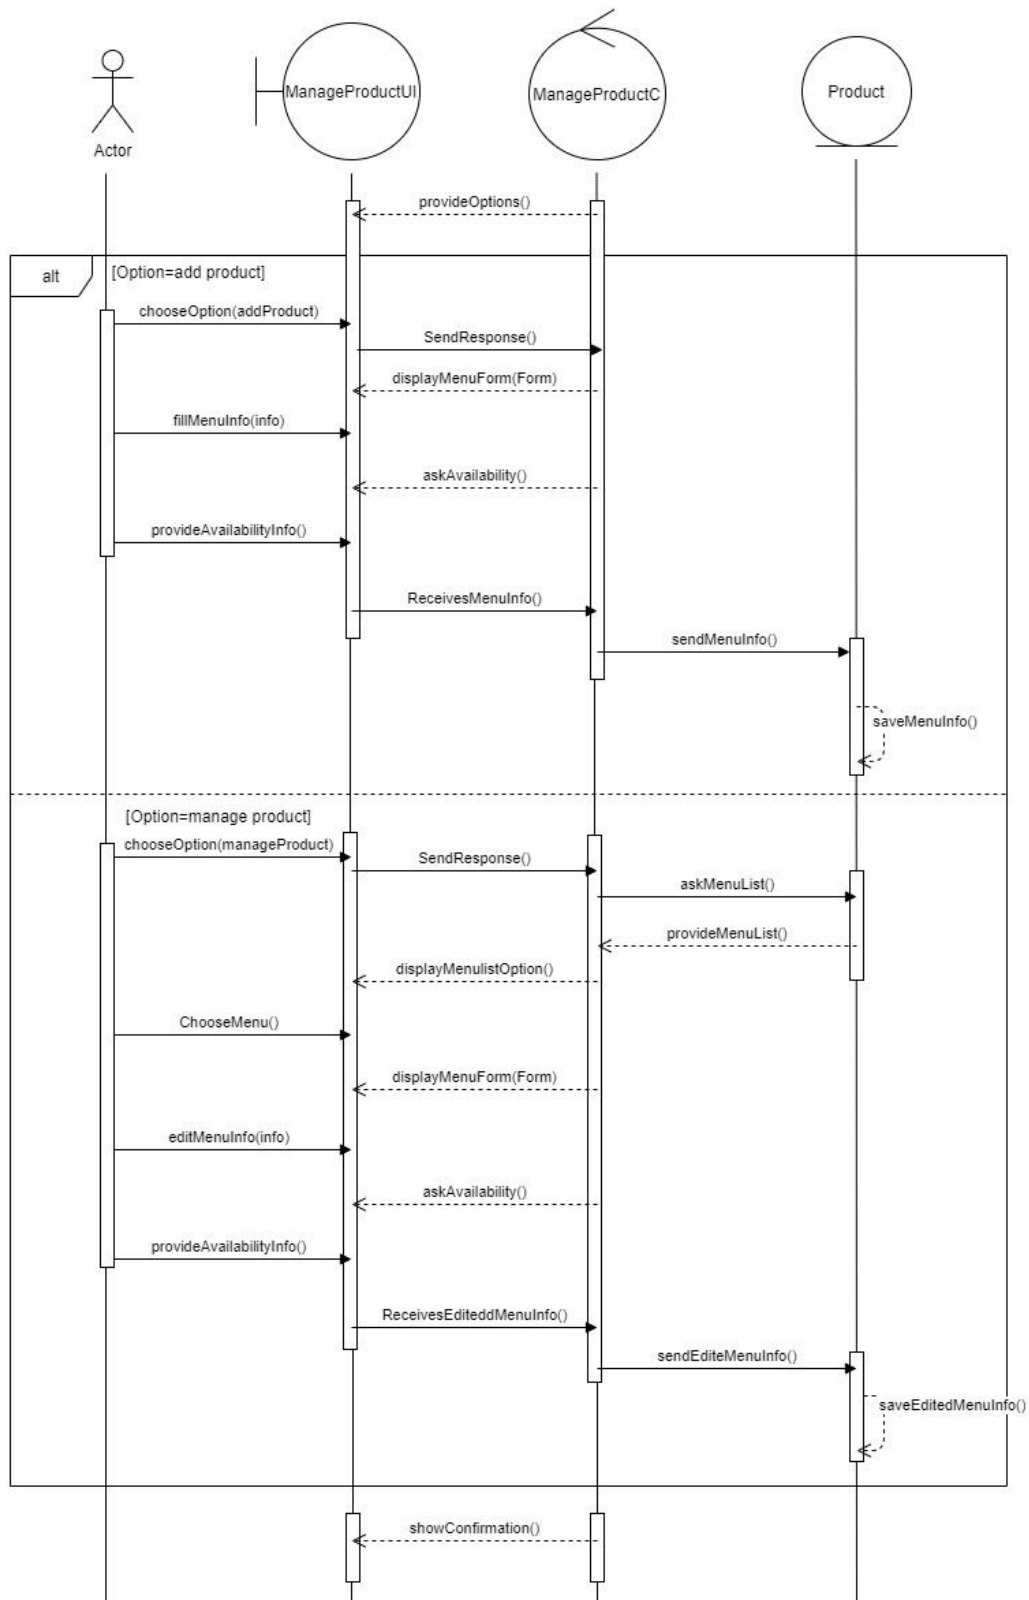 ManageProductUI
ManageProductC
Product
Actor
provideOptions()
alt
[Option=add product]
chooseOption(addProduct)
SendResponse()
displayMenuForm(Form)
fillMenuInfo(info)
askAvailability()
provideAvailabilityInfo()
ReceivesMenuInfo()
sendMenuInfo()
saveMenuInfo()
[Option=manage product]
chooseOption(manageProduct)
SendResponse()
askMenuList()
provideMenuList()
displayMenulistOption()
ChooseMenu()
displayMenuForm(Form)
editMenuInfo(info)
askAvailability()
provideAvailabilityInfo()
ReceivesEditeddMenuInfo()
sendEditeMenuInfo()
saveEditedMenuInfo()
showConfirmation()